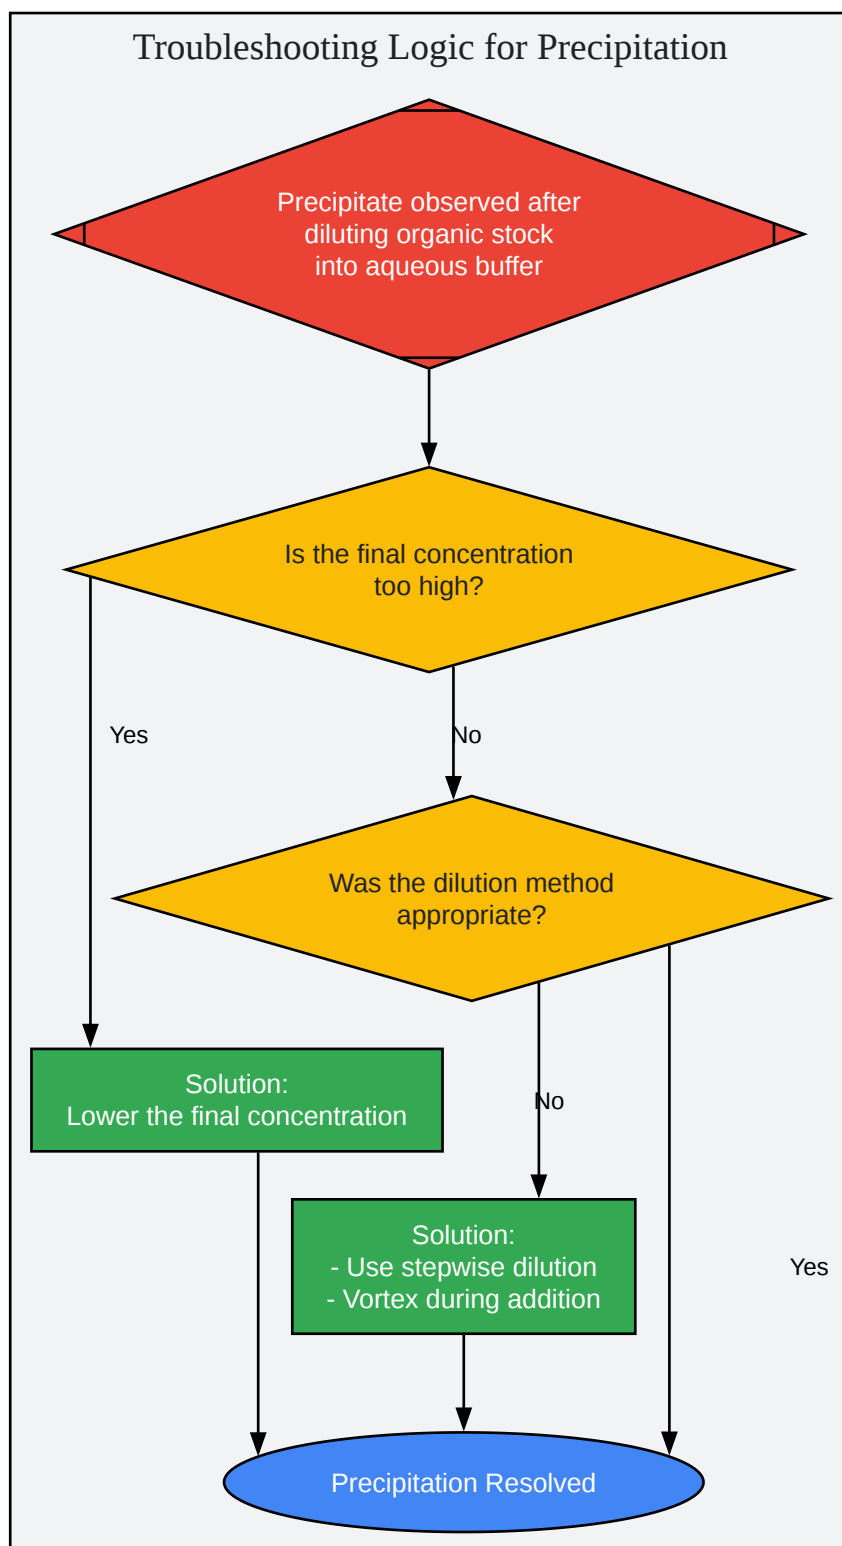 Troubleshooting Logic for Precipitation
Precipitate observed after
diluting organic stock
into aqueous buffer
Is the final concentration
too high?
Yes
No
Was the dilution method
appropriate?
Solution:
Lower the final concentration
No
Solution:
- Use stepwise dilution
- Vortex during addition
Yes
Precipitation Resolved